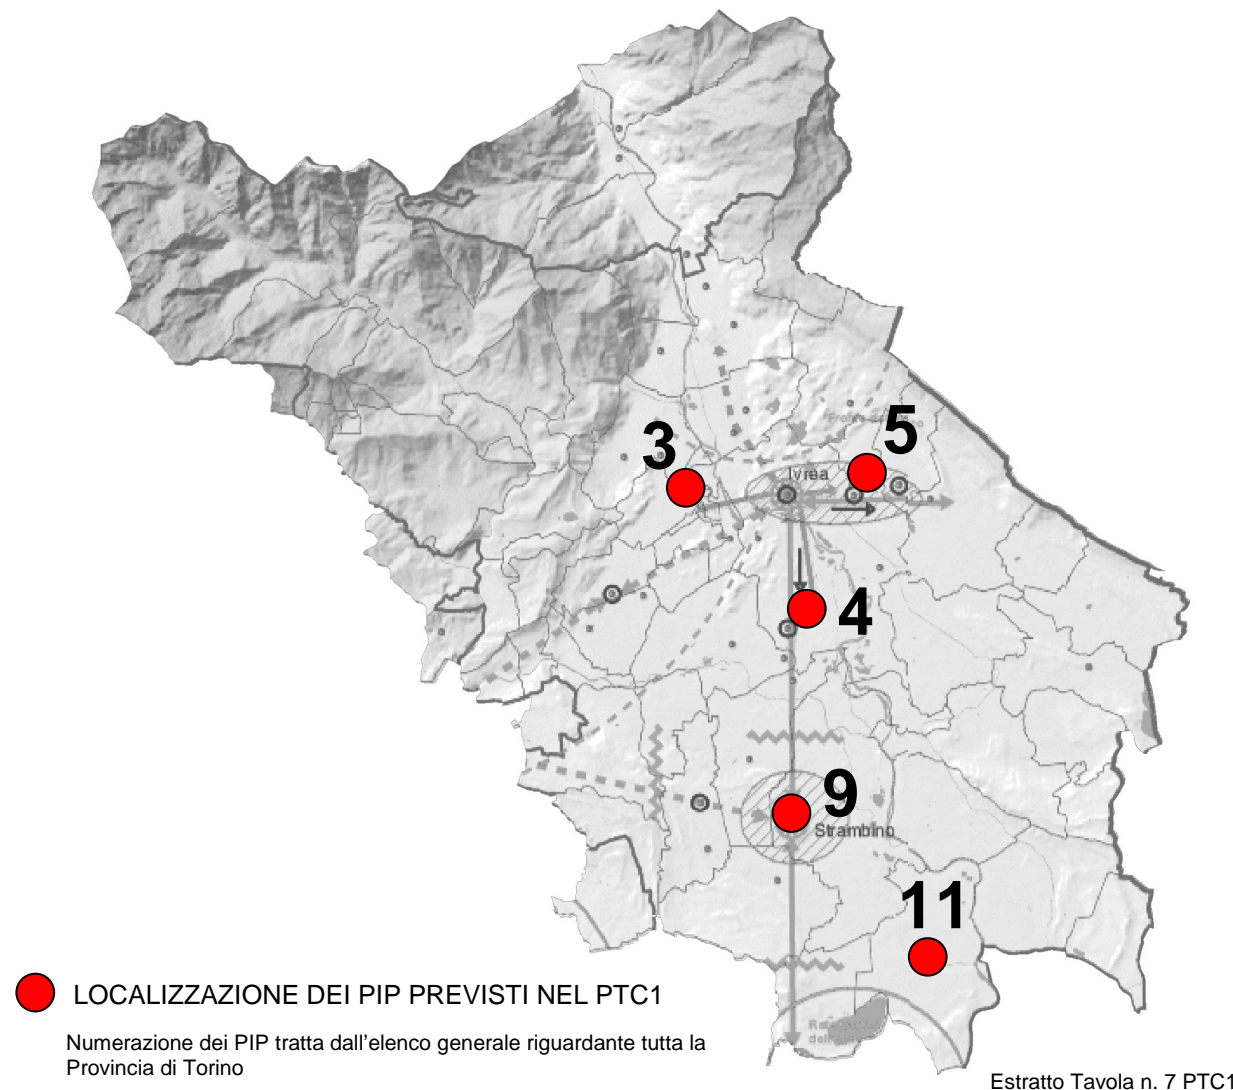 5
3
Ivrea
4
9
Strambino
11
LOCALIZZAZIONE DEI PIP PREVISTI NEL PTC1
Numerazione dei PIP tratta dall'elenco generale riguardante tutta la
Provincia di Torino
Estratto Tavola n. 7 PTC1